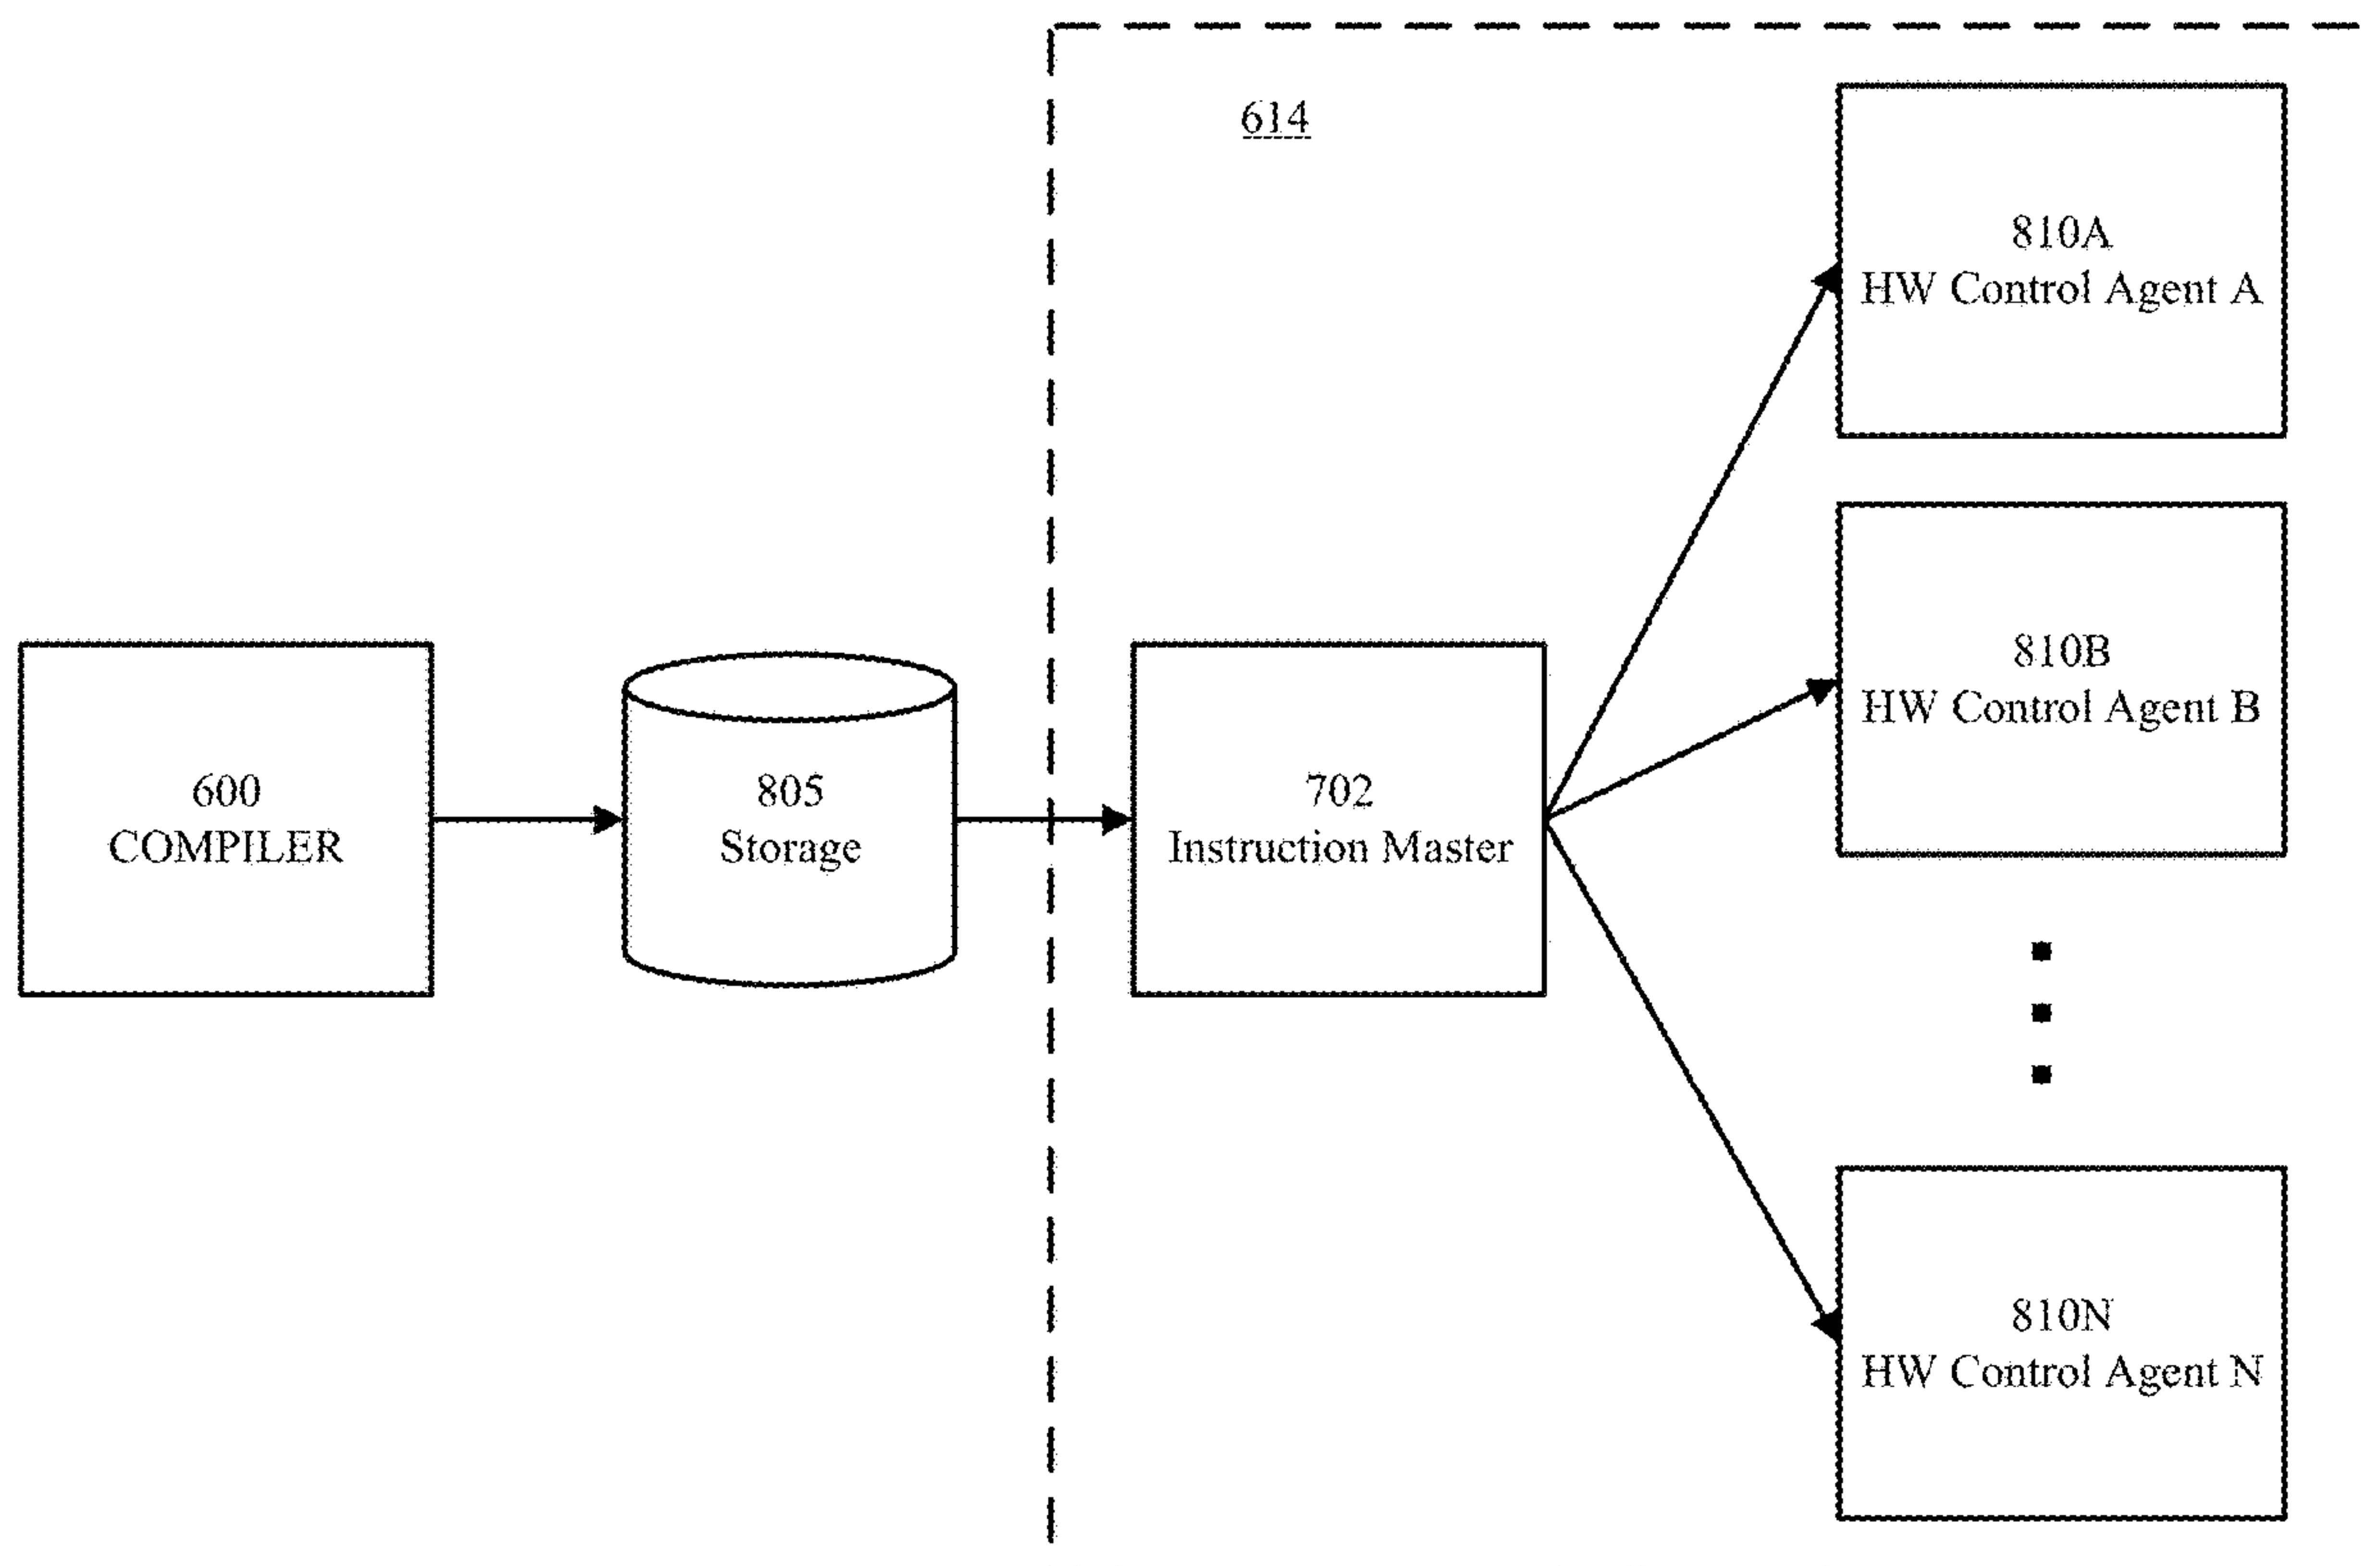 614
810A
HW Control Agent A
810B
HW Control Agent B
600
COMPILER
805
Storage
702
Instruction Master
810N
HW Control Agent N